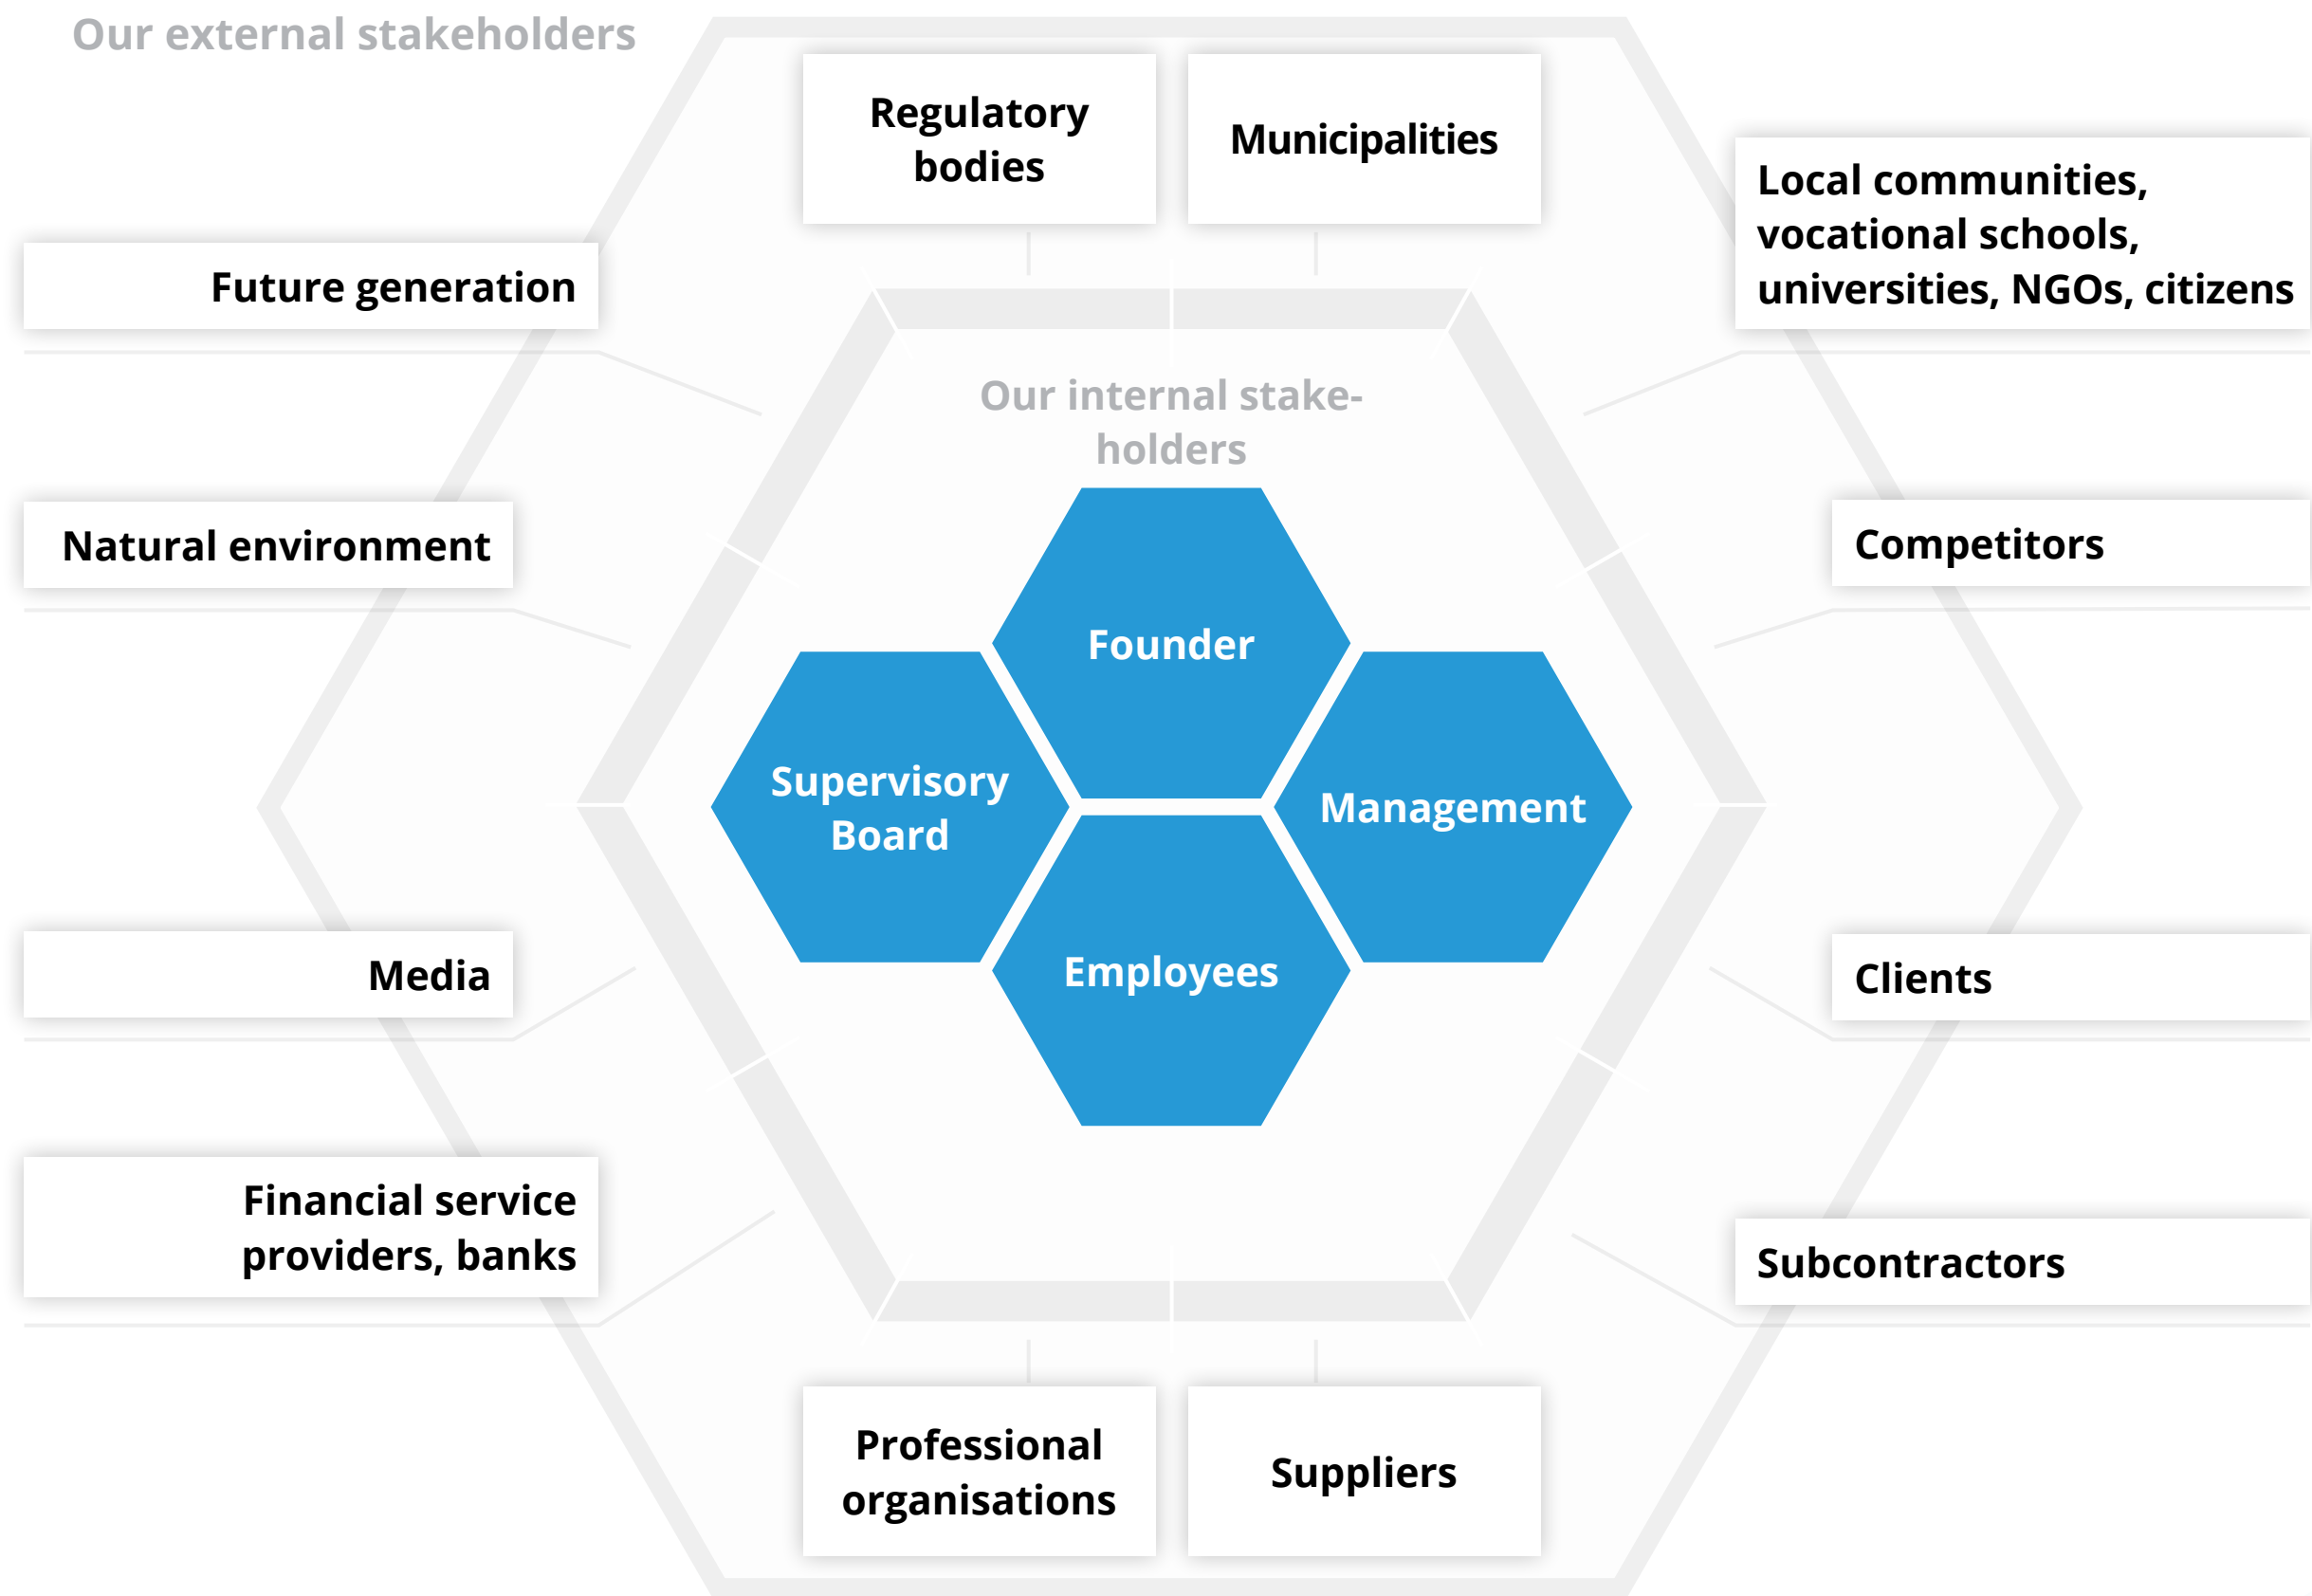 Our external stakeholders
Regulatory
bodies
Municipalities
Local communities,
vocational schools,
universities, NGOs, citizens
Future generation
Our internal stake-
holders
Natural environment
Competitors
Founder
Supervisory
Board
Management
Employees
Media
Clients
Financial service
providers, banks
Subcontractors
Professional
organisations
Suppliers